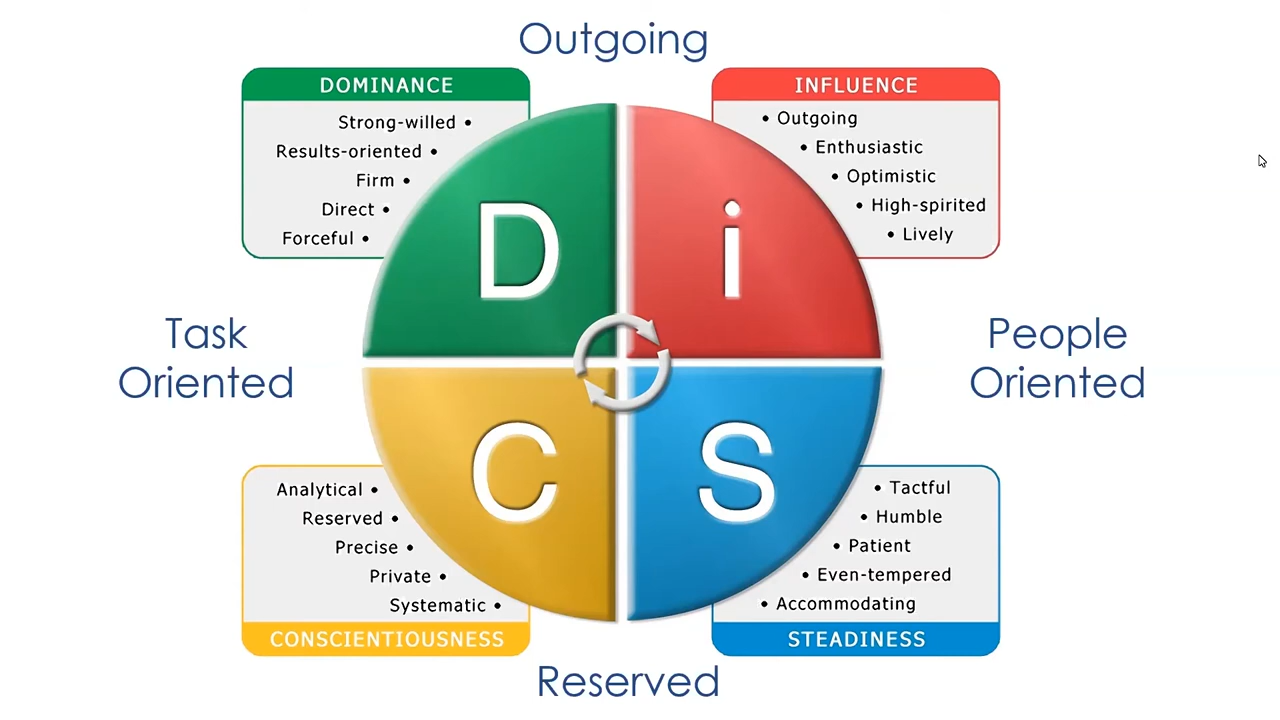 Outgoing
DOMINANCE
Strong-willed •
Results-oriented •
Firm •
Direct •
Forceful •
INFLUENCE
• Outgoing
• Enthusiastic
• Optimistic
• High-spirited
• Lively
D
i
Task
Oriented
People
Oriented
C
S
Analytical •
Reserved •
Precise •
Private •
Systematic •
CONSCIENTIOUSNESS
• Tactful
• Humble
• Patient
• Even-tempered
• Accommodating
STEADINESS
Reserved